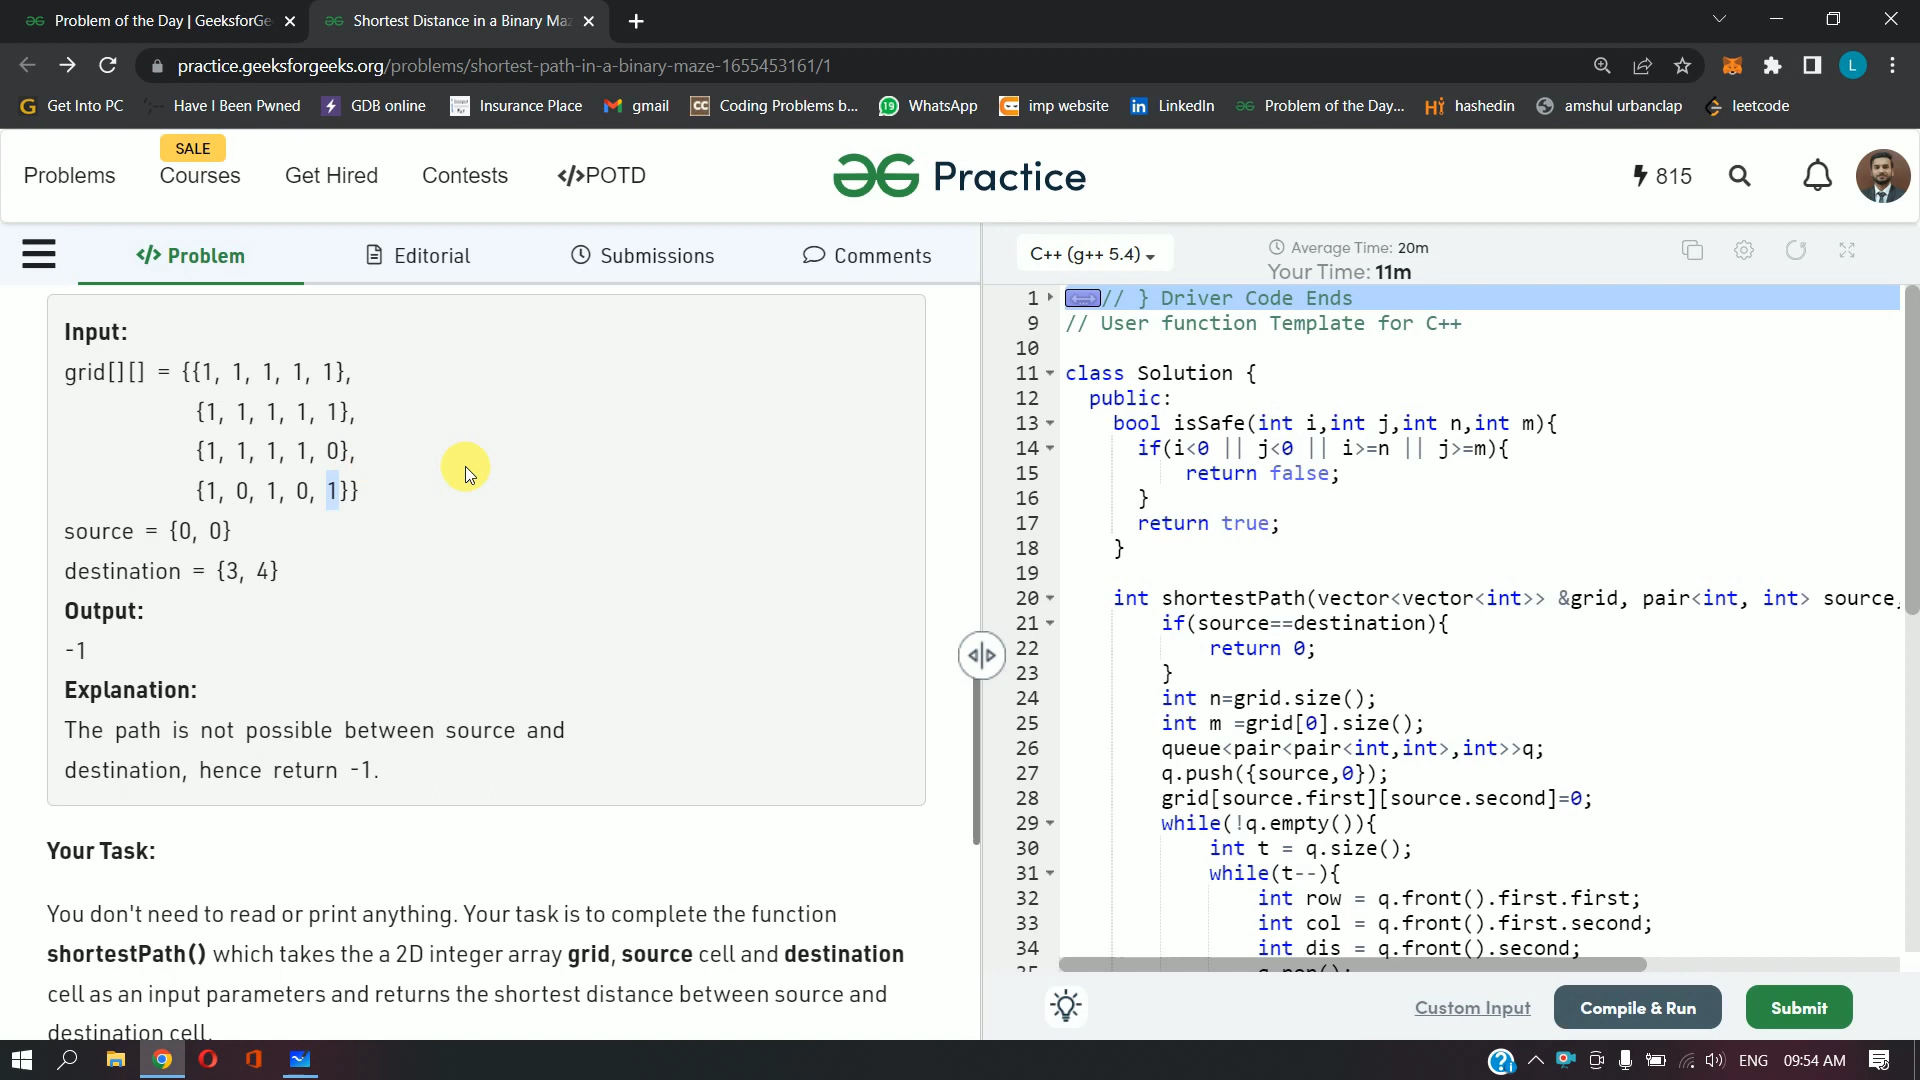 Problem of the Day | GeeksforGe
Shortest Distance in a Binary Maz
practice.geeksforgeeks.org/problems/shortest-path-in-a-binary-maze-1655453161/1
L
Get Into PC
Have I Been Pwned
GDB online
Insurance Place
gmail
CC
Coding Problems b...
19
WhatsApp
imp website
LinkedIn
Problem of the Day...
hashedin
amshul urbanclap
leetcode
Problems
SALE
Courses
Get Hired
Contests
</>POTD
Practice
815
</> Problem
Editorial
Submissions
Comments
Input:
grid[][] = {{1, 1, 1, 1, 1},
{1, 1, 1, 1, 1},
{1, 1, 1, 1, 0},
{1, 0, 1, 0, 1}}
source = {0, 0}
destination = {3, 4}
Output:
-1
Explanation:
The path is not possible between source and
destination, hence return -1.
Your Task:
You don't need to read or print anything. Your task is to complete the function
shortestPath() which takes the a 2D integer array grid, source cell and destination
cell as an input parameters and returns the shortest distance between source and
destination cell.
C++ (g++ 5.4)
Average Time: 20m
Your Time: 11m
1 // } Driver Code Ends
9 // User function Template for C++
10
11 class Solution {
12 public:
13 bool isSafe(int i,int j,int n,int m){
14 if(i<0 || j<0 || i>=n || j>=m){
15 return false;
16 }
17 return true;
18 }
19
20 int shortestPath(vector<vector<int>> &grid, pair<int, int> source,
21 if(source==destination){
22 return 0;
23 }
24 int n=grid.size();
25 int m =grid[0].size();
26 queue<pair<pair<int,int>,int>>q;
27 q.push({source,0});
28 grid[source.first][source.second]=0;
29 while(!q.empty()){
30 int t = q.size();
31 while(t--){
32 int row = q.front().first.first;
33 int col = q.front().first.second;
34 int dis = q.front().second;
35 q.pop();
Custom Input
Compile & Run
Submit
ENG
09:54 AM